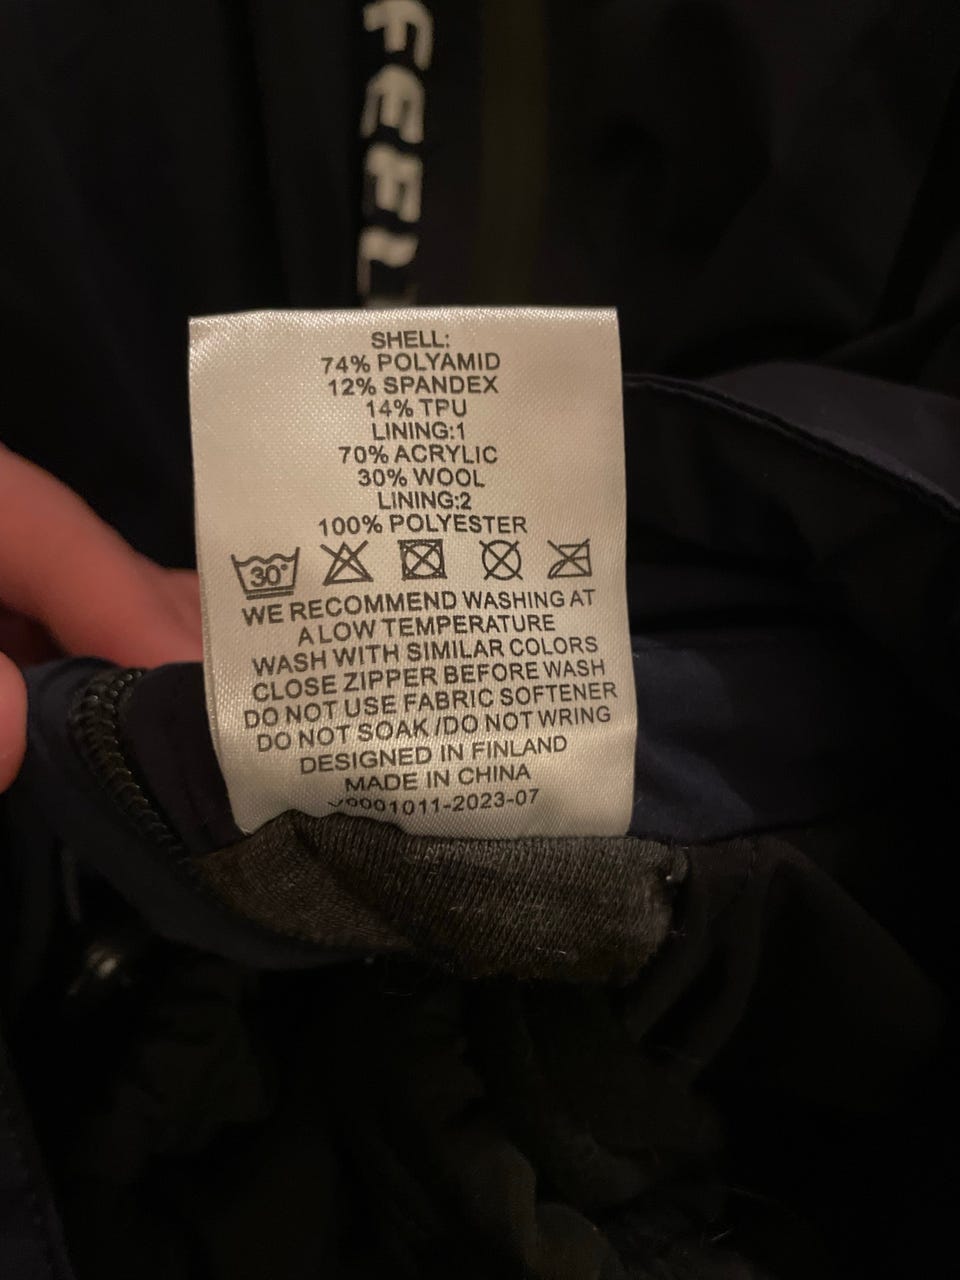 FEEL
SHELL:
74% POLYAMID
12% SPANDEX
14% TPU
LINING:1
70% ACRYLIC
30% WOOL
LINING:2
100% POLYESTER
30°
WE RECOMMEND WASHING AT
A LOW TEMPERATURE
WASH WITH SIMILAR COLORS
CLOSE ZIPPER BEFORE WASH
DO NOT USE FABRIC SOFTENER
DO NOT SOAK /DO NOT WRING
DESIGNED IN FINLAND
MADE IN CHINA